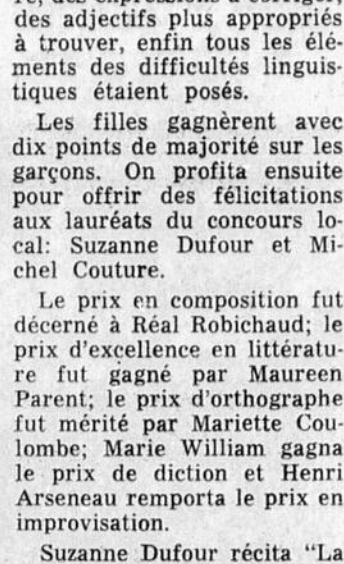 re, des expressions à corriger,
des adjectifs plus appropriés
à trouver, enfin tous les élé-
ments des difficultés linguis-
tiques étaient posés.
Les filles gagnèrent avec
dix points de majorité sur les
garçons. On profita ensuite
pour offrir des félicitations
aux lauréats du concours lo-
cal: Suzanne Dufour et Mi-
chel Couture.
Le prix en composition fut
décerné à Réal Robichaud; le
prix d'excellence en littératu-
re fut gagné par Maureen
Parent; le prix d'orthographe
fut mérité par Mariette Cou-
lombe; Marie William gagna
le prix de diction et Henri
Arseneau remporta le prix en
improvisation.
Suzanne Dufour récita “La